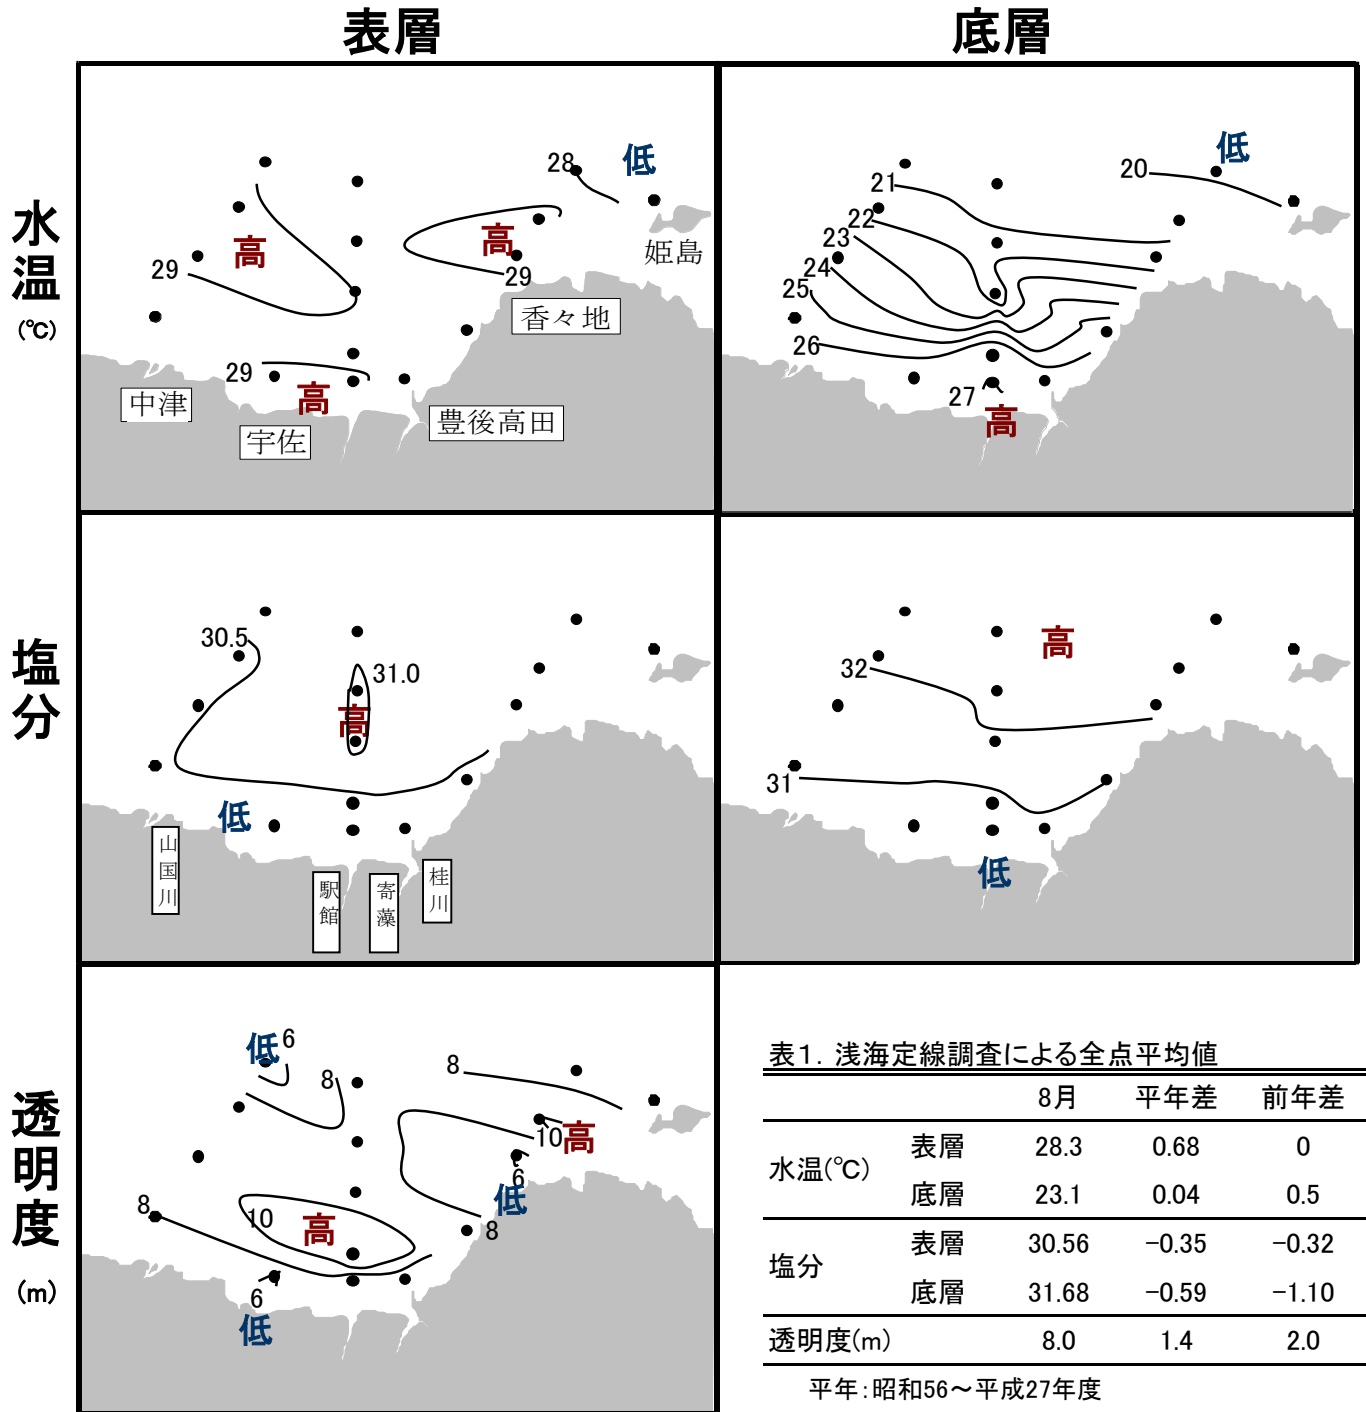 表層
底層
水温
(℃)
28
低
高
高
29
29
姫島
香々地
29
高
中津
宇佐
豊後高田
低
20
21
22
23
24
25
26
27
高
塩分
30.5
31.0
高
低
山国川
駅館
寄藻
桂川
高
32
31
低
透明度
(m)
低
6
8
8
10
高
6
低
8
8
10
高
6
低
表1. 浅海定線調査による全点平均値
8月 平年差 前年差
水温(℃) 表層 28.3 0.68 0
底層 23.1 0.04 0.5
塩分 表層 30.56 −0.35 −0.32
底層 31.68 −0.59 −1.10
透明度(m) 8.0 1.4 2.0
平年:昭和56～平成27年度